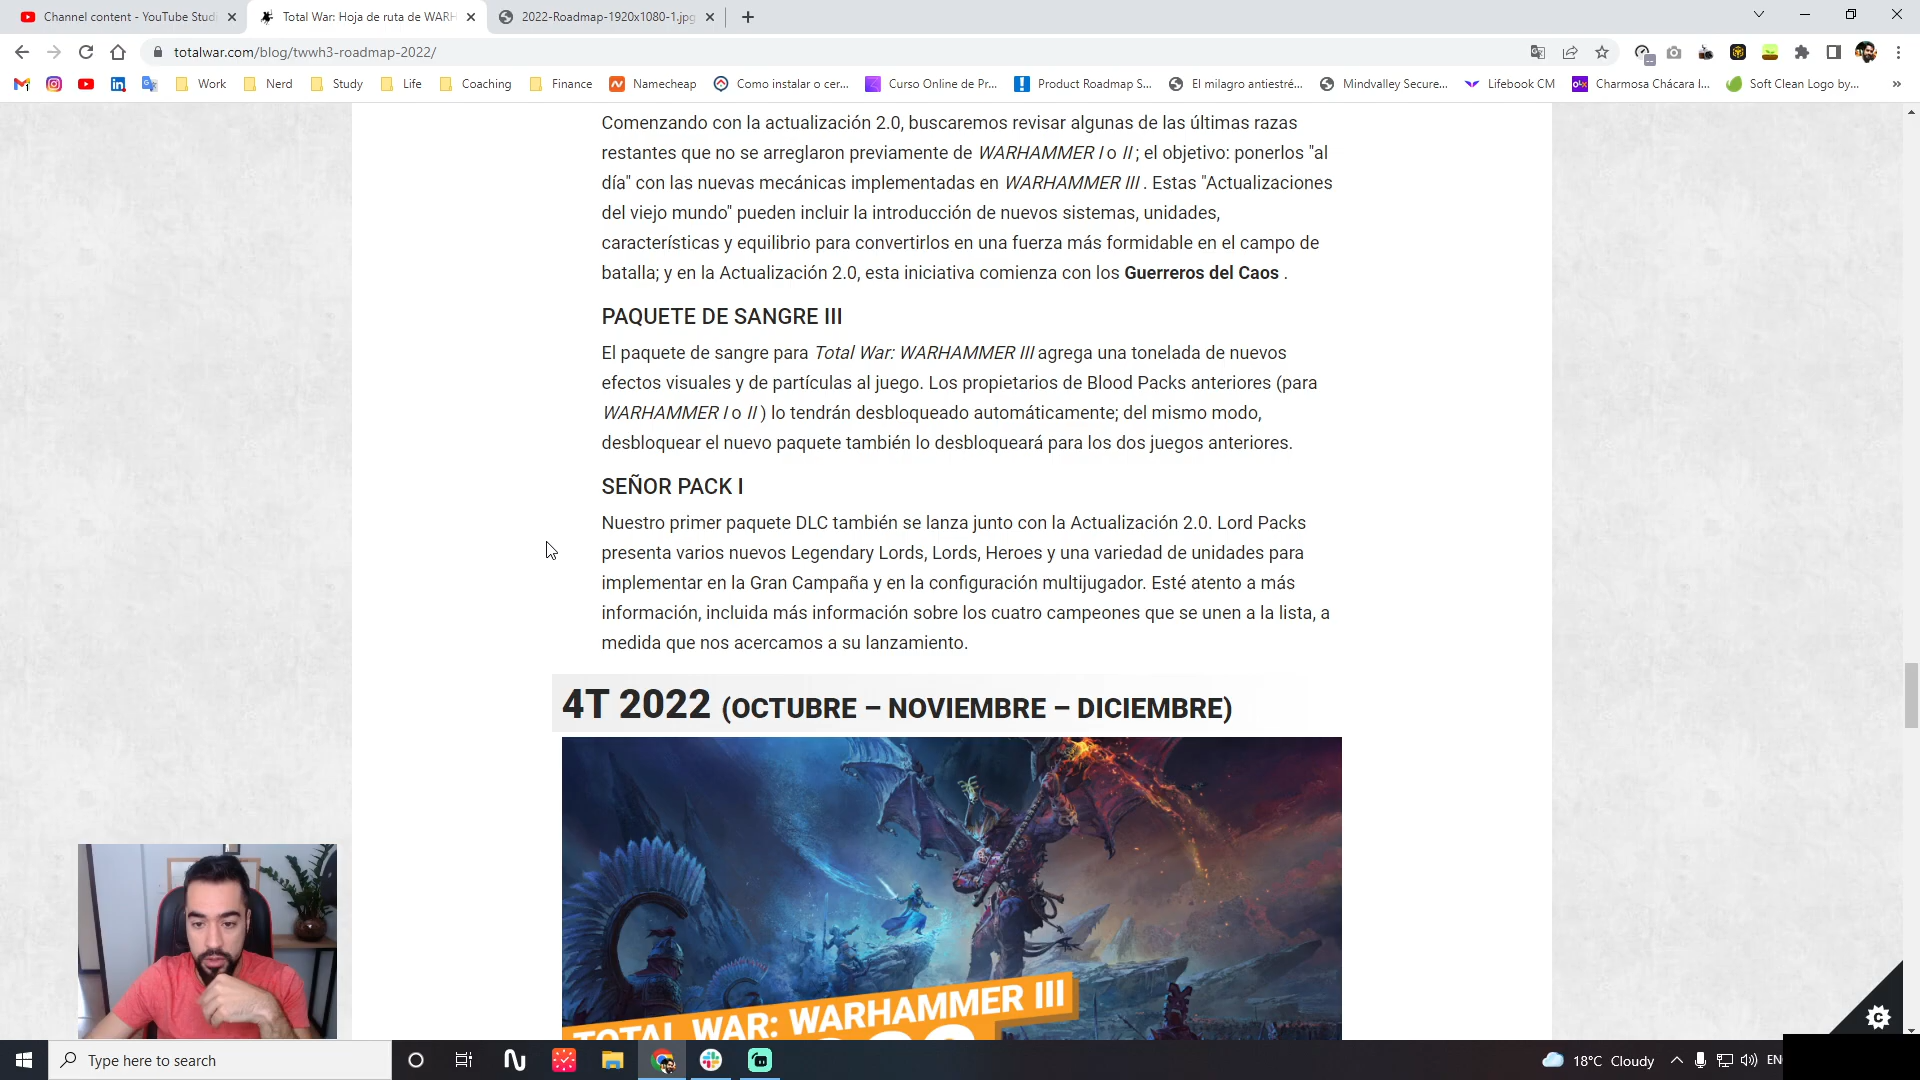 Channel content - YouTube Studi
Total War: Hoja de ruta de WARH
2022-Roadmap-1920x1080-1.jpg
totalwar.com/blog/twwh3-roadmap-2022/
Work
Nerd
Study
Life
Coaching
Finance
Namecheap
Como instalar o cer...
Curso Online de Pr...
Product Roadmap S...
El milagro antiestré...
Mindvalley Secure...
Lifebook CM
OLX
Charmosa Chácara I...
Soft Clean Logo by...
»
Comenzando con la actualización 2.0, buscaremos revisar algunas de las últimas razas
restantes que no se arreglaron previamente de WARHAMMER I o II ; el objetivo: ponerlos "al
día" con las nuevas mecánicas implementadas en WARHAMMER III . Estas "Actualizaciones
del viejo mundo" pueden incluir la introducción de nuevos sistemas, unidades,
características y equilibrio para convertirlos en una fuerza más formidable en el campo de
batalla; y en la Actualización 2.0, esta iniciativa comienza con los Guerreros del Caos .
PAQUETE DE SANGRE III
El paquete de sangre para Total War: WARHAMMER III agrega una tonelada de nuevos
efectos visuales y de partículas al juego. Los propietarios de Blood Packs anteriores (para
WARHAMMER I o II ) lo tendrán desbloqueado automáticamente; del mismo modo,
desbloquear el nuevo paquete también lo desbloqueará para los dos juegos anteriores.
SEÑOR PACK I
Nuestro primer paquete DLC también se lanza junto con la Actualización 2.0. Lord Packs
presenta varios nuevos Legendary Lords, Lords, Heroes y una variedad de unidades para
implementar en la Gran Campaña y en la configuración multijugador. Esté atento a más
información, incluida más información sobre los cuatro campeones que se unen a la lista, a
medida que nos acercamos a su lanzamiento.
4T 2022 (OCTUBRE – NOVIEMBRE – DICIEMBRE)
TOTAL WAR: WARHAMMER III
Type here to search
18°C Cloudy
EN